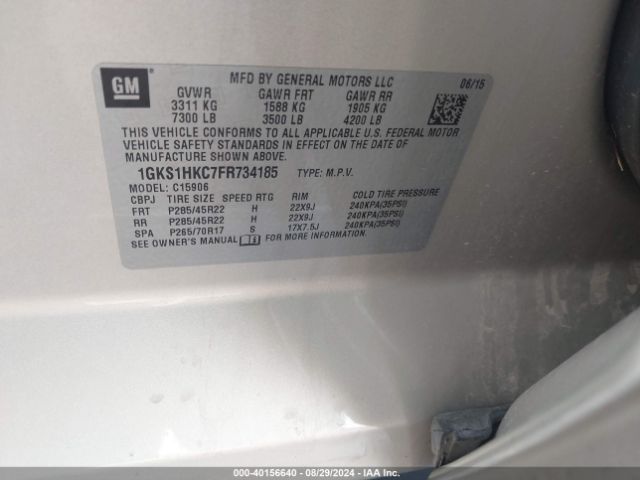 GM
MFD BY GENERAL MOTORS LLC 06/15
GVWR GAWR FRT GAWR RR
3311 KG 1588 KG 1905 KG
7300 LB 3500 LB 4200 LB
THIS VEHICLE CONFORMS TO ALL APPLICABLE U.S. FEDERAL MOTOR
VEHICLE SAFETY STANDARDS IN EFFECT ON THE DATE OF
MANUFACTURE SHOWN ABOVE.
1GKS1HKC7FR734185 TYPE: M.P.V.
MODEL: C15906
CBPJ TIRE SIZE SPEED RTG RIM COLD TIRE PRESSURE
FRT P285/45R22 H 22X9J 240KPA(35PSI)
RR P285/45R22 H 22X9J 240KPA(35PSI)
SPA P265/70R17 S 17X7.5J 240KPA(35PSI)
SEE OWNER'S MANUAL FOR MORE INFORMATION.
000-40156640 / 08/29/2024 - IAA Inc.